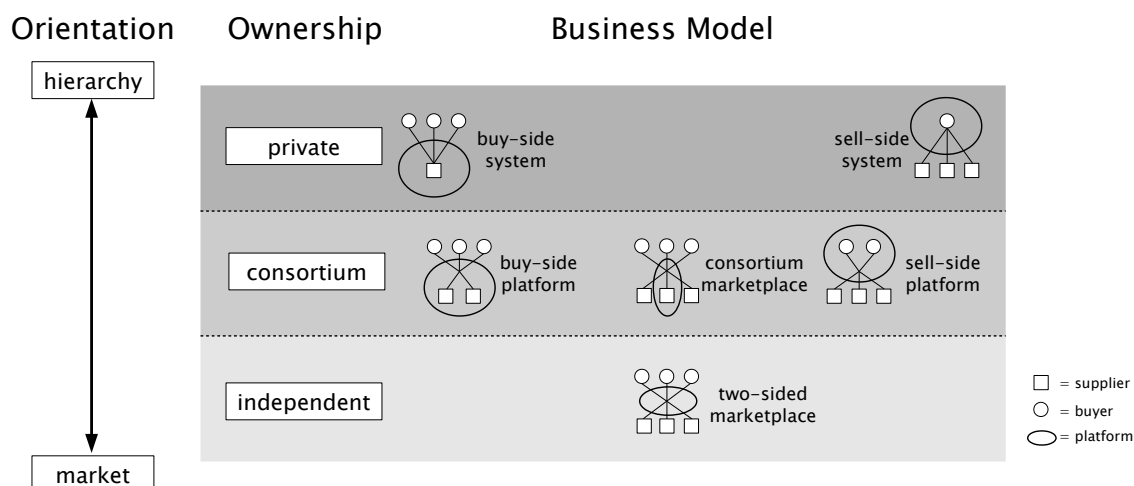 Orientation
Ownership
Business Model
hierarchy
private
buy-side
system
sell-side
system
consortium
buy-side
platform
consortium
marketplace
sell-side
platform
independent
two-sided
marketplace
= supplier
= buyer
= platform
market